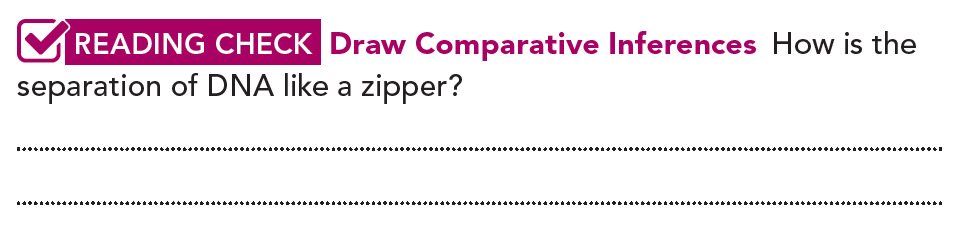 READING CHECK Draw Comparative Inferences How is the
separation of DNA like a zipper?